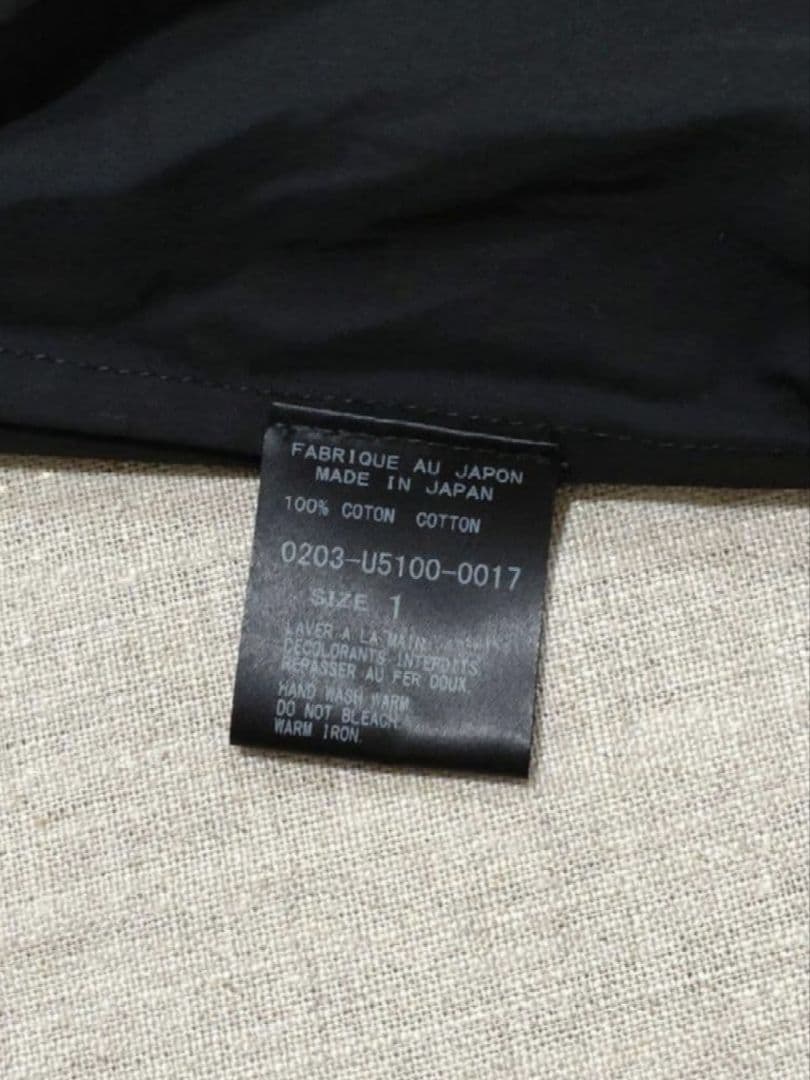 FABRIQUE AU JAPON
MADE IN JAPAN
100% COTON COTTON
0203-U5100-0017
SIZE 1
LAVER A LA MAIN.
DECOLORANTS INTERDITS.
REPASSER AU FER DOUX.
HAND WASH WARM.
DO NOT BLEACH.
WARM IRON.